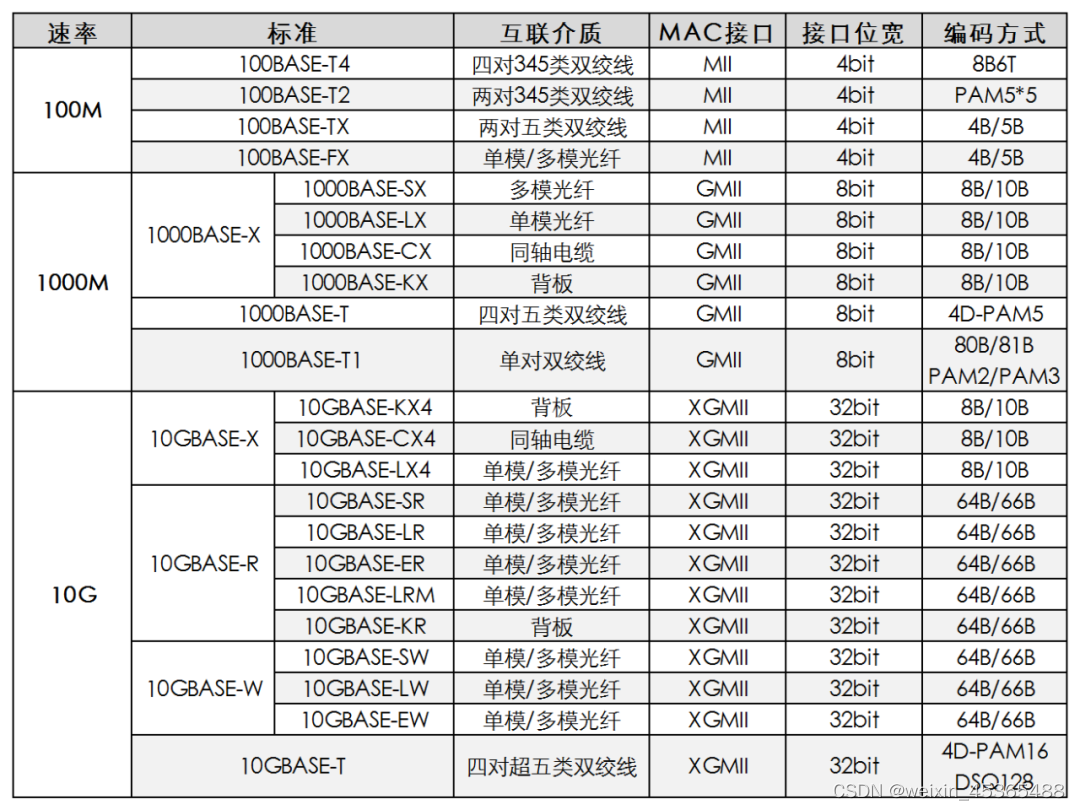 速率 标准 互联介质 MAC接口 接口位宽 编码方式
100M
100BASE-T4 四对345类双绞线 MII 4bit 8B6T
100BASE-T2 两对345类双绞线 MII 4bit PAM5*5
100BASE-TX 两对五类双绞线 MII 4bit 4B/5B
100BASE-FX 单模/多模光纤 MII 4bit 4B/5B
1000M
1000BASE-X
1000BASE-SX 多模光纤 GMII 8bit 8B/10B
1000BASE-LX 单模光纤 GMII 8bit 8B/10B
1000BASE-CX 同轴电缆 GMII 8bit 8B/10B
1000BASE-KX 背板 GMII 8bit 8B/10B
1000BASE-T 四对五类双绞线 GMII 8bit 4D-PAM5
1000BASE-T1 单对双绞线 GMII 8bit 80B/81B
PAM2/PAM3
10G
10GBASE-X
10GBASE-KX4 背板 XGMII 32bit 8B/10B
10GBASE-CX4 同轴电缆 XGMII 32bit 8B/10B
10GBASE-LX4 单模/多模光纤 XGMII 32bit 8B/10B
10GBASE-R
10GBASE-SR 单模/多模光纤 XGMII 32bit 64B/66B
10GBASE-LR 单模/多模光纤 XGMII 32bit 64B/66B
10GBASE-ER 单模/多模光纤 XGMII 32bit 64B/66B
10GBASE-LRM 单模/多模光纤 XGMII 32bit 64B/66B
10GBASE-KR 背板 XGMII 32bit 64B/66B
10GBASE-W
10GBASE-SW 单模/多模光纤 XGMII 32bit 64B/66B
10GBASE-LW 单模/多模光纤 XGMII 32bit 64B/66B
10GBASE-EW 单模/多模光纤 XGMII 32bit 64B/66B
10GBASE-T 四对超五类双绞线 XGMII 32bit 4D-PAM16
DSQ128
CSDN @weixin_45365488